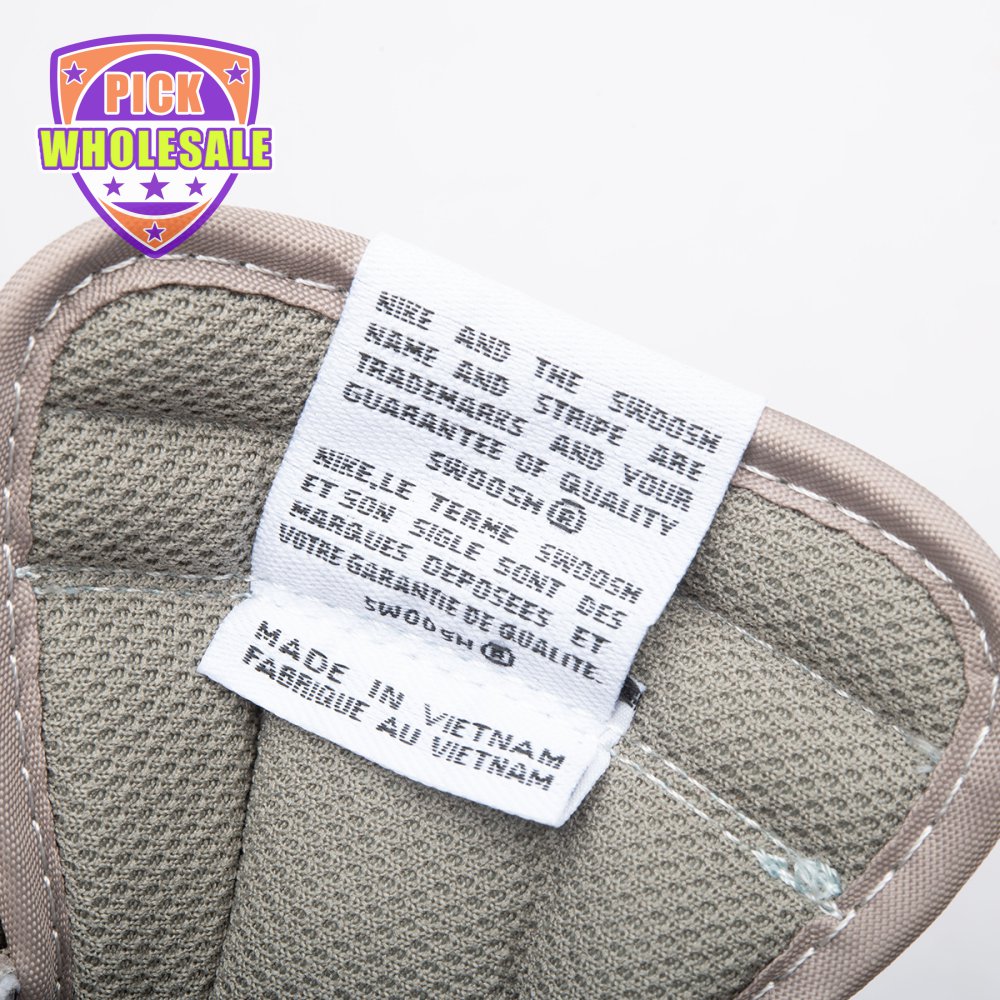 PICK
WHOLESALE
NIKE AND THE SWOOSH
NAME AND STRIPE ARE
TRADEMARKS AND YOUR
GUARANTEE OF QUALITY
SWOOSH ®
NIKE,LE TERME SWOOSH
ET SON SIGLE SONT DES
MARQUES DEPOSEES ET
VOTRE GARANTIE DE QUALITE.
SWOOSH ®
MADE IN VIETNAM
FABRIQUE AU VIETNAM